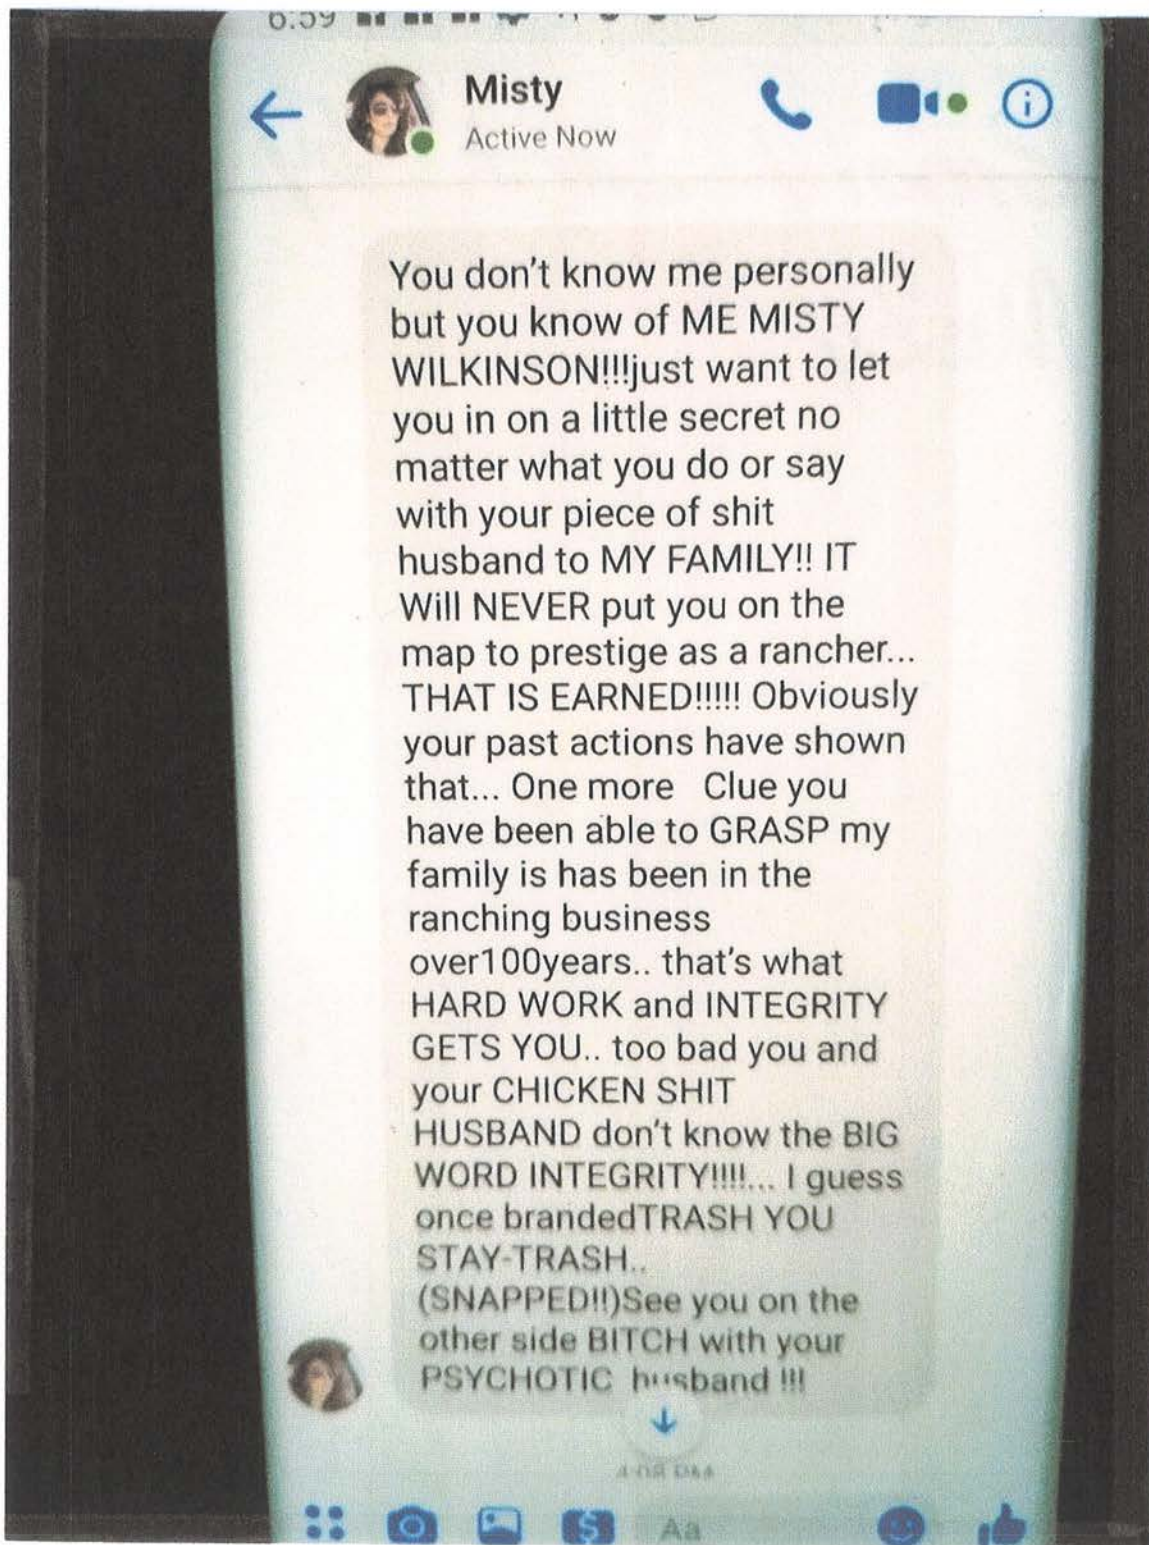 6:59
Misty
Active Now
You don't know me personally
but you know of ME MISTY
WILKINSON!!!just want to let
you in on a little secret no
matter what you do or say
with your piece of shit
husband to MY FAMILY!! IT
Will NEVER put you on the
map to prestige as a rancher...
THAT IS EARNED!!!!! Obviously
your past actions have shown
that... One more   Clue you
have been able to GRASP my
family is has been in the
ranching business
over100years.. that's what
HARD WORK and INTEGRITY
GETS YOU.. too bad you and
your CHICKEN SHIT
HUSBAND don't know the BIG
WORD INTEGRITY!!!!... I guess
once brandedTRASH YOU
STAY-TRASH..
(SNAPPED!!)See you on the
other side BITCH with your
PSYCHOTIC  husband !!!
Aa